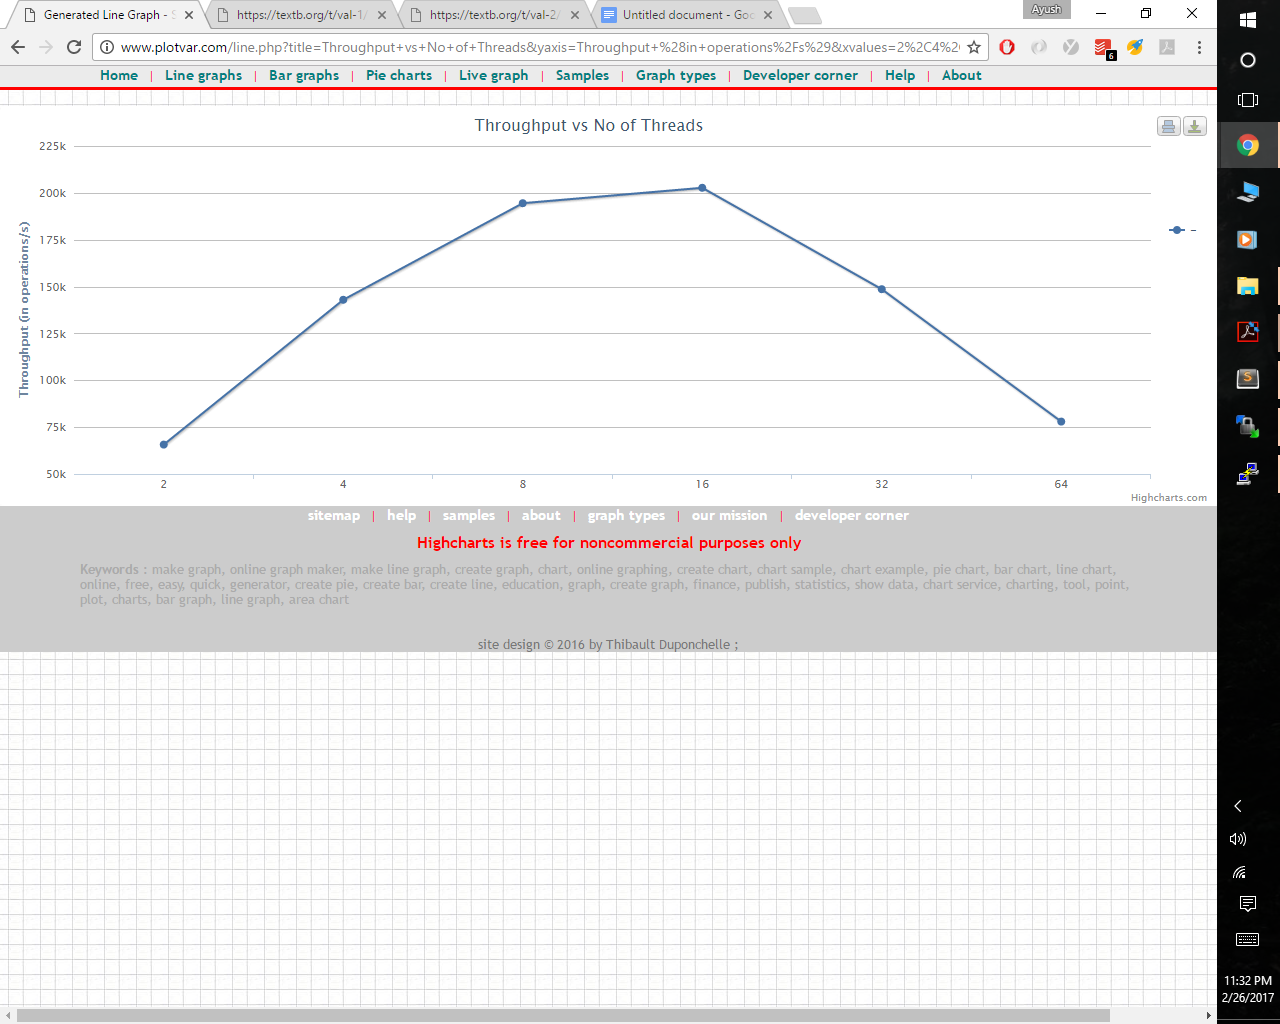 Generated Line Graph - S
https://textb.org/t/val-1/
https://textb.org/t/val-2/
Untitled document - Goo
Ayush
www.plotvar.com/line.php?title=Throughput+vs+No+of+Threads&yaxis=Throughput+%28in+operations%2Fs%29&xvalues=2%2C4%2
6
Home | Line graphs | Bar graphs | Pie charts | Live graph | Samples | Graph types | Developer corner | Help | About
Throughput vs No of Threads
Throughput (in operations/s)
225k
200k
175k
150k
125k
100k
75k
50k
2 4 8 16 32 64
-
Highcharts.com
sitemap | help | samples | about | graph types | our mission | developer corner
Highcharts is free for noncommercial purposes only
Keywords : make graph, online graph maker, make line graph, create graph, chart, online graphing, create chart, chart sample, chart example, pie chart, bar chart, line chart,
online, free, easy, quick, generator, create pie, create bar, create line, education, graph, create graph, finance, publish, statistics, show data, chart service, charting, tool, point,
plot, charts, bar graph, line graph, area chart
site design © 2016 by Thibault Duponchelle ;
11:32 PM
2/26/2017